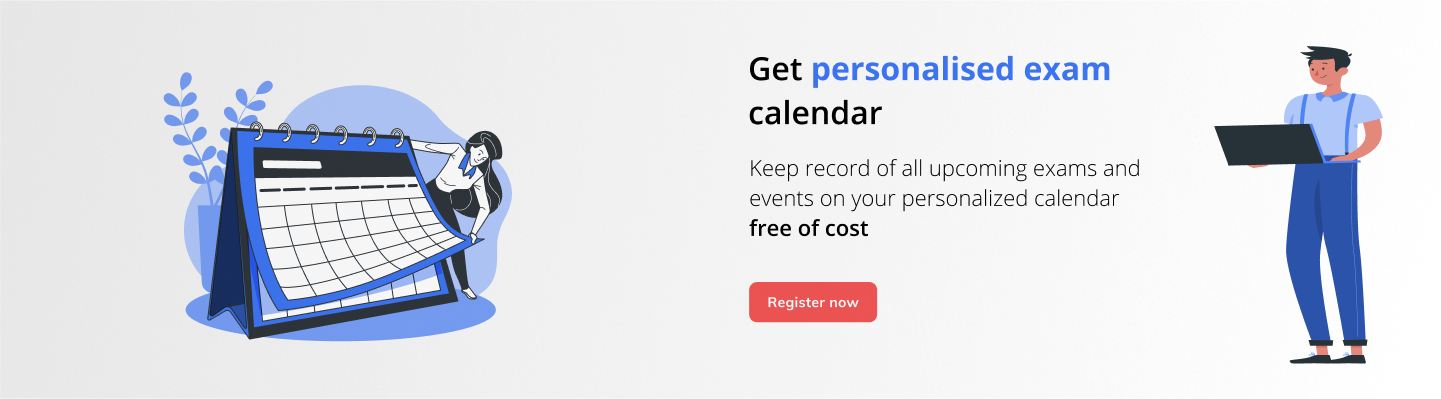 Get personalised exam
calendar
Keep record of all upcoming exams and
events on your personalized calendar
free of cost
Register now